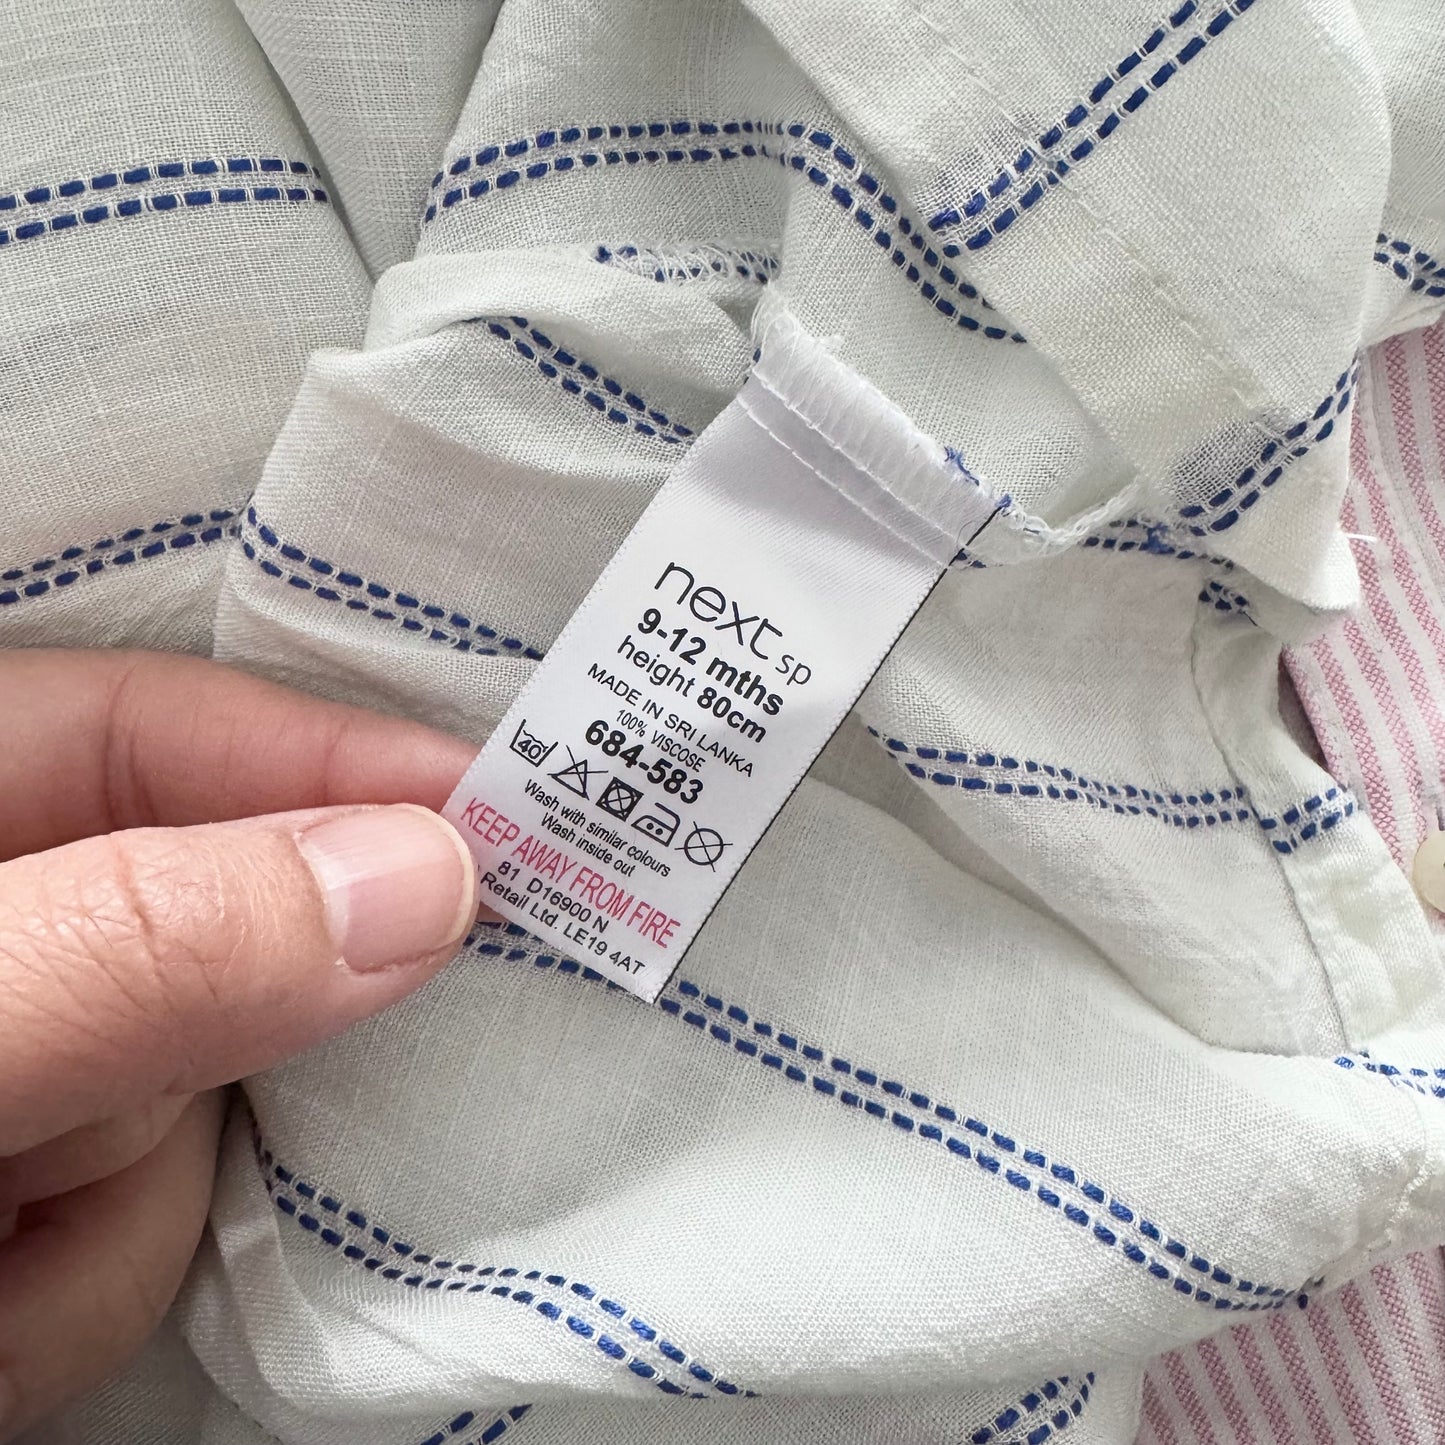 next sp
9-12 mths
height 80cm
MADE IN SRI LANKA
100% VISCOSE
684-583
40
Wash with similar colours
Wash inside out
KEEP AWAY FROM FIRE
81 D16900 N
Retail Ltd. LE19 4AT